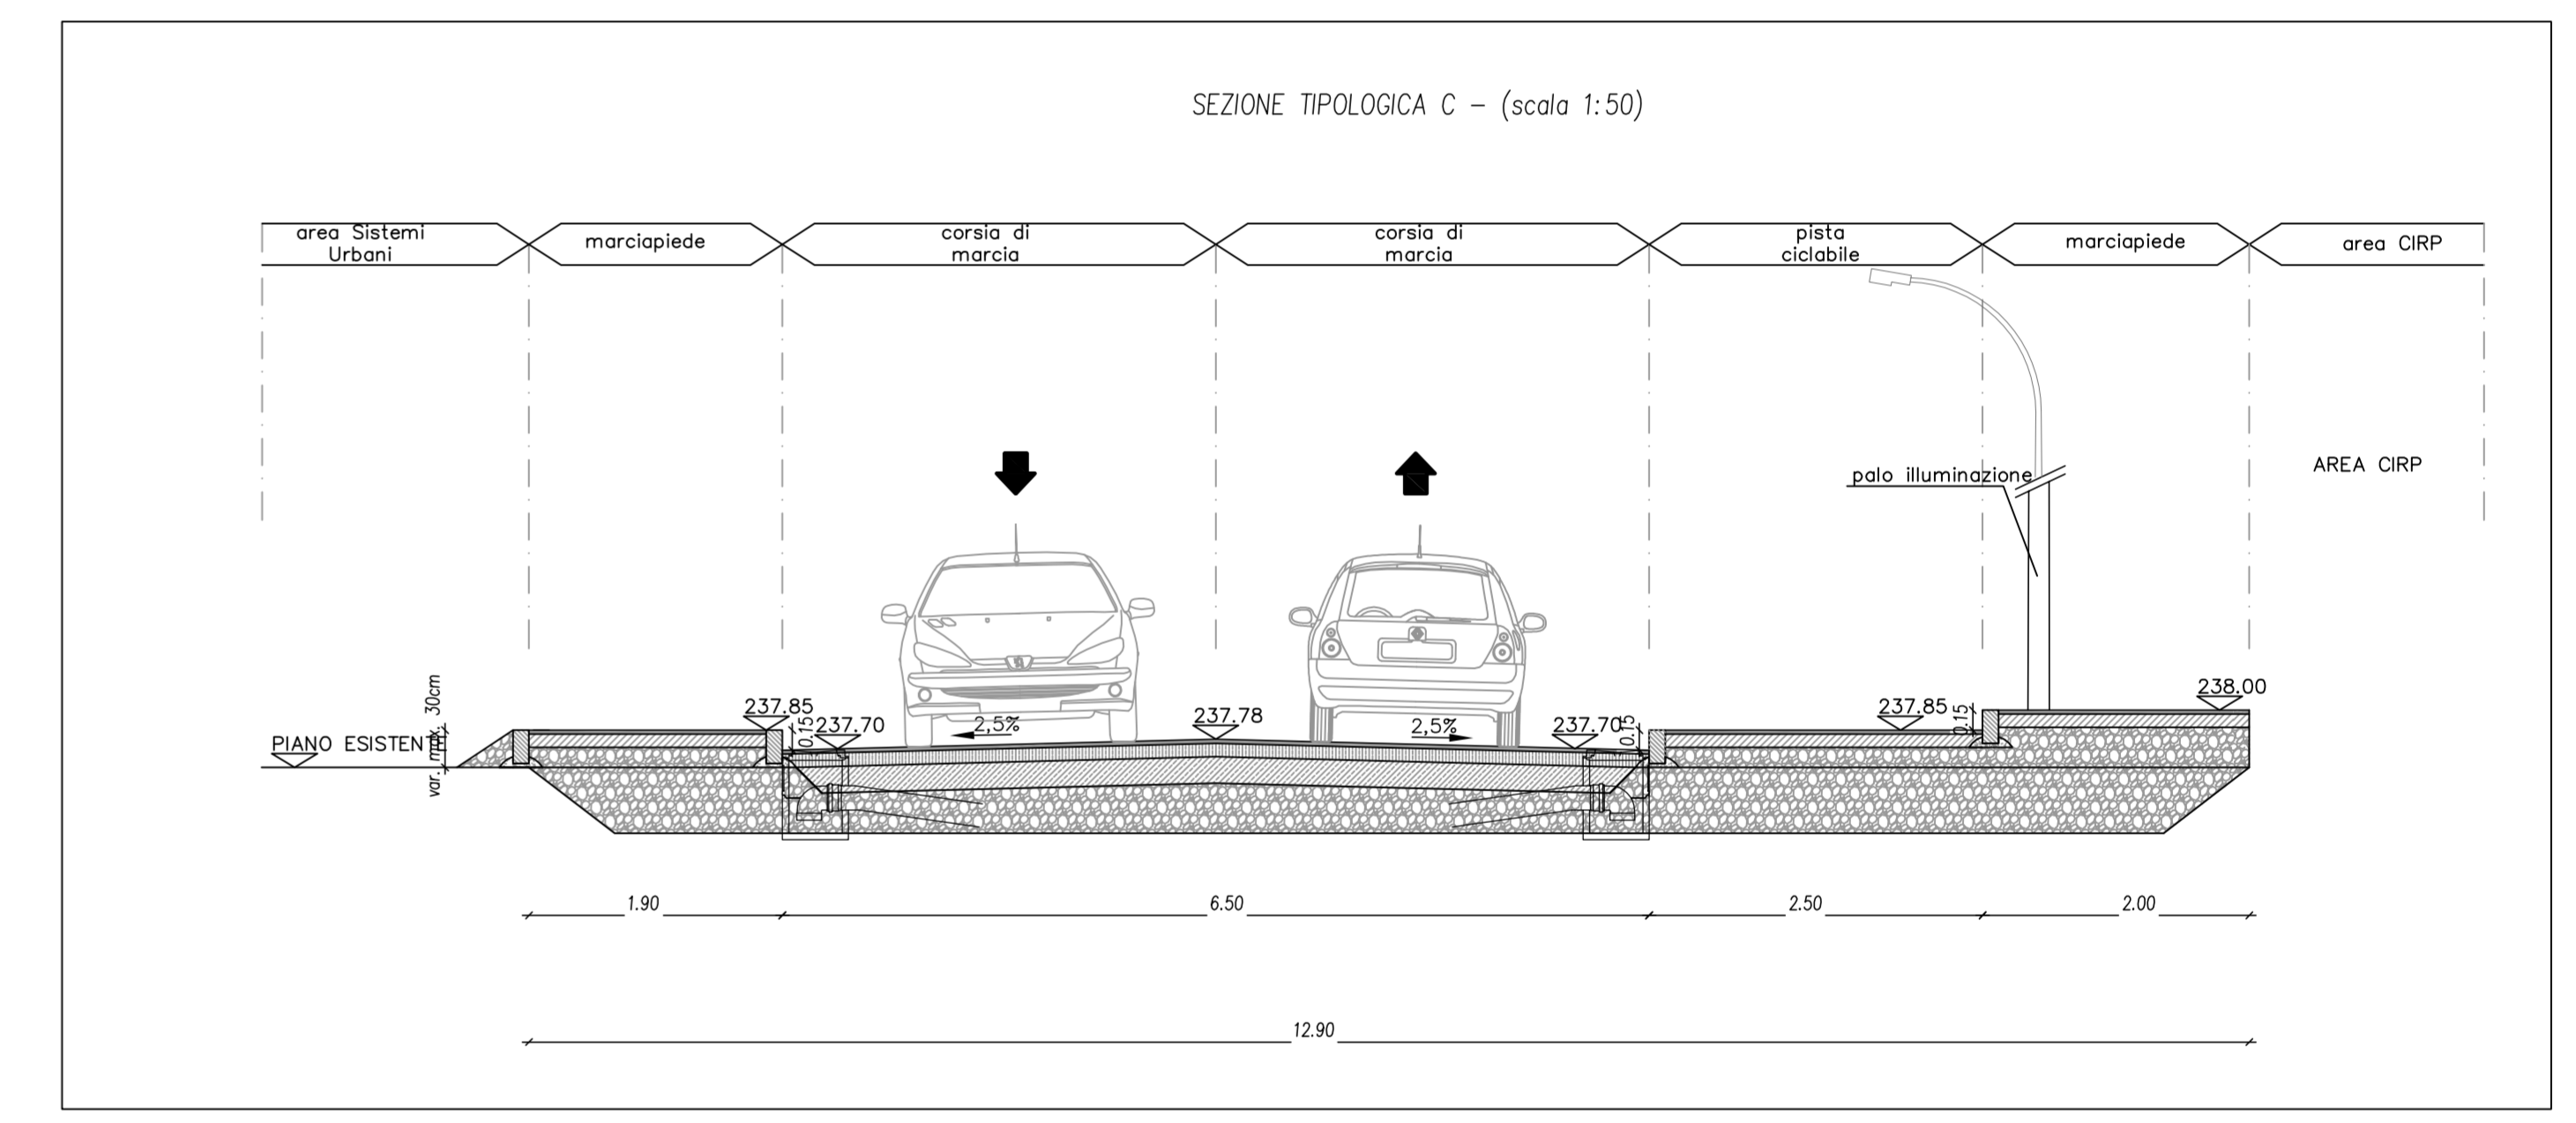 SEZIONE TIPOLOGICA C - (scala 1:50)
area Sistemi
Urbani
marciapiede
corsia di
marcia
corsia di
marcia
pista
ciclabile
marciapiede
area CIRP
palo illuminazione
AREA CIRP
var. max. 30cm
PIANO ESISTENTE
237.85
0.15
237.70
2,5%
237.78
2,5%
237.70
0.15
237.85
0.15
238.00
1.90
6.50
2.50
2.00
12.90